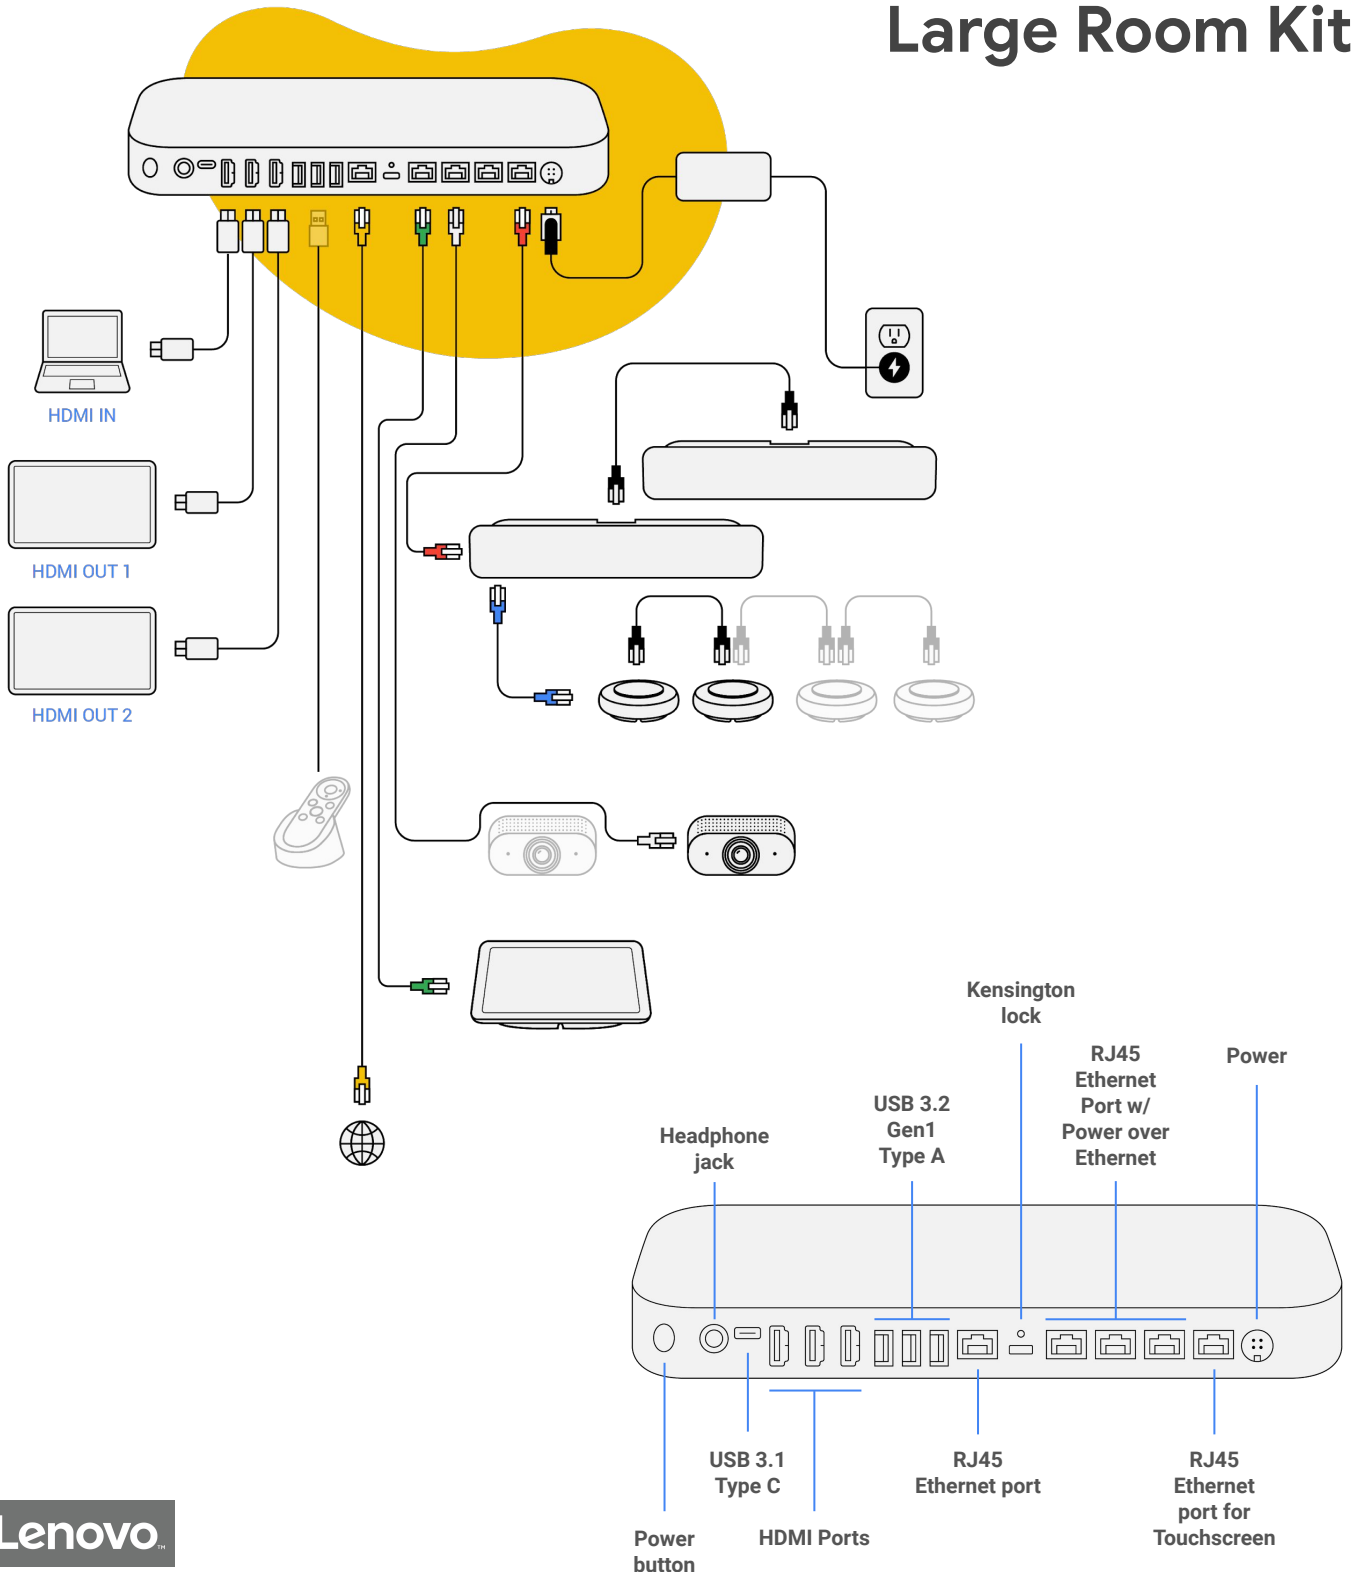 Large Room Kit
HDMI IN
HDMI OUT 1
HDMI OUT 2
Kensington
lock
RJ45
Ethernet
Port w/
Power over
Ethernet
Power
USB 3.2
Gen1
Type A
Headphone
jack
USB 3.1
Type C
RJ45
Ethernet port
RJ45
Ethernet
port for
Touchscreen
HDMI Ports
Power
button
Lenovo
TM